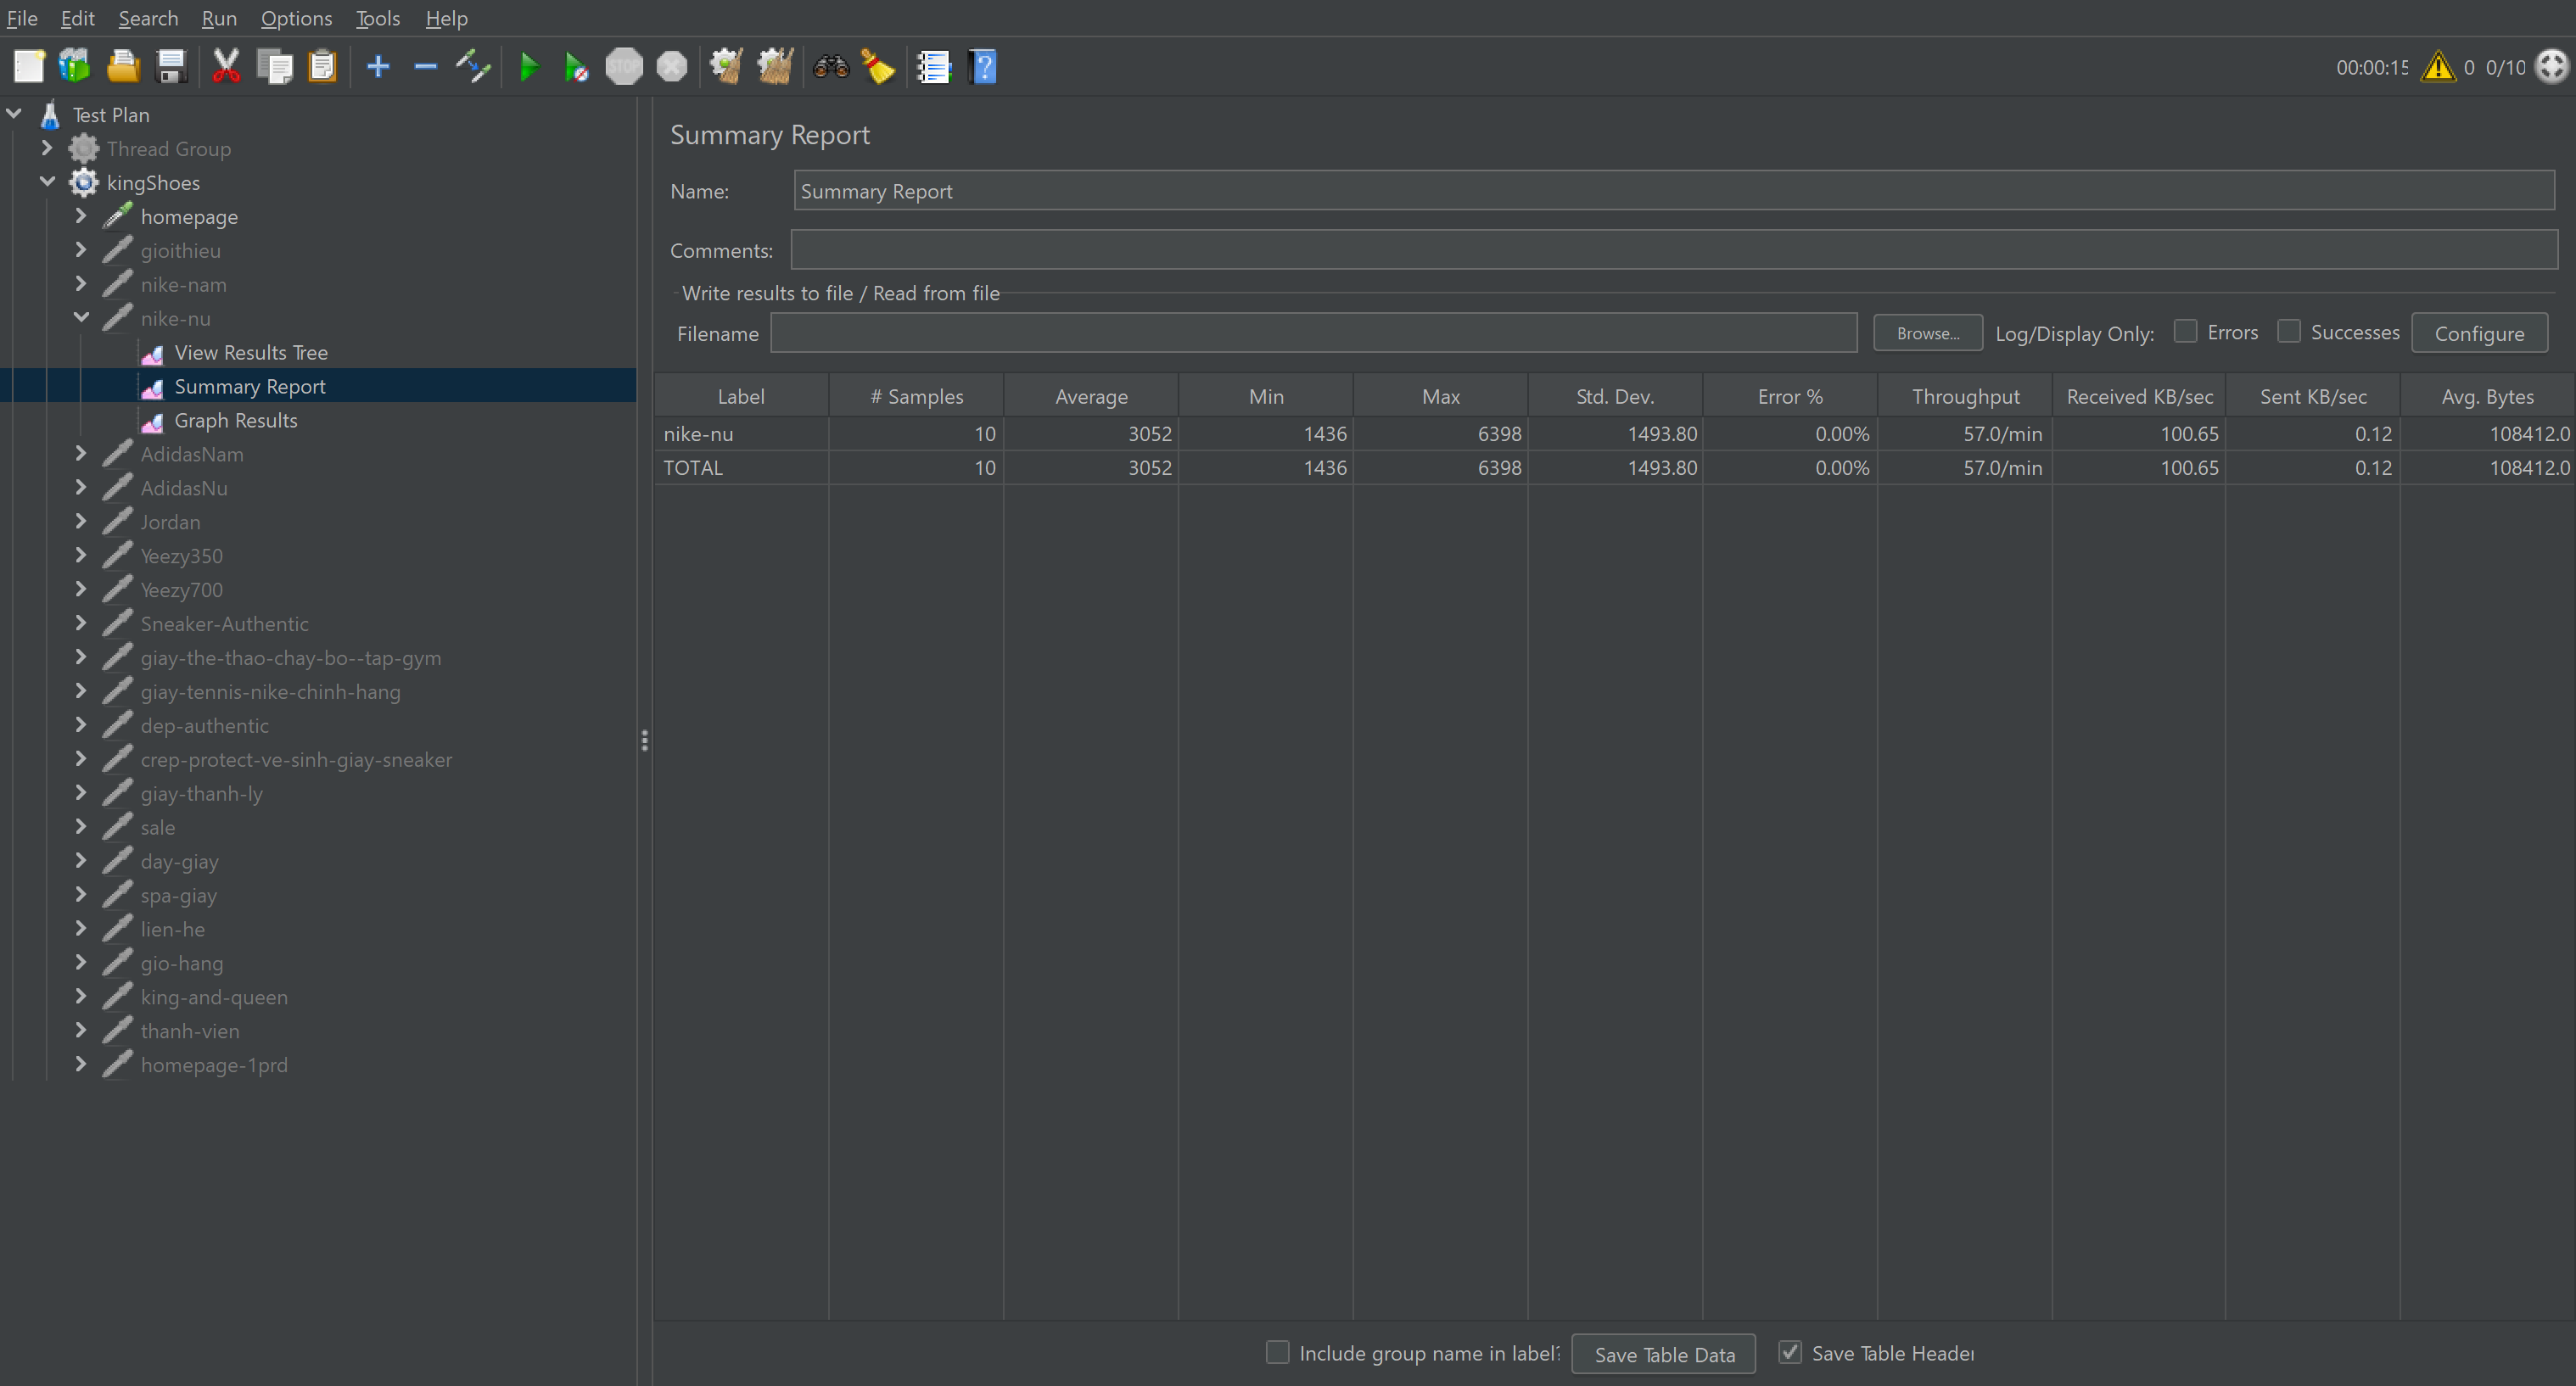 File Edit Search Run Options Tools Help
STOP
00:00:15 0 0/10
Test Plan
Thread Group
kingShoes
homepage
gioithieu
nike-nam
nike-nu
View Results Tree
Summary Report
Graph Results
AdidasNam
AdidasNu
Jordan
Yeezy350
Yeezy700
Sneaker-Authentic
giay-the-thao-chay-bo--tap-gym
giay-tennis-nike-chinh-hang
dep-authentic
crep-protect-ve-sinh-giay-sneaker
giay-thanh-ly
sale
day-giay
spa-giay
lien-he
gio-hang
king-and-queen
thanh-vien
homepage-1prd
Summary Report
Name: Summary Report
Comments:
Write results to file / Read from file
Filename Browse... Log/Display Only: Errors Successes Configure
Label # Samples Average Min Max Std. Dev. Error % Throughput Received KB/sec Sent KB/sec Avg. Bytes
nike-nu 10 3052 1436 6398 1493.80 0.00% 57.0/min 100.65 0.12 108412.0
TOTAL 10 3052 1436 6398 1493.80 0.00% 57.0/min 100.65 0.12 108412.0
Include group name in label? Save Table Data Save Table Header